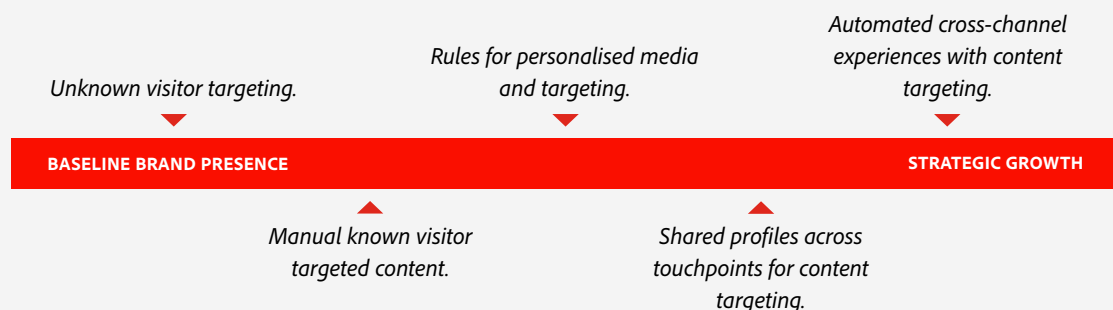 Automated cross-channel
experiences with content
targeting.
Rules for personalised media
and targeting.
Unknown visitor targeting.
BASELINE BRAND PRESENCE
STRATEGIC GROWTH
Manual known visitor
targeted content.
Shared profiles across
touchpoints for content
targeting.